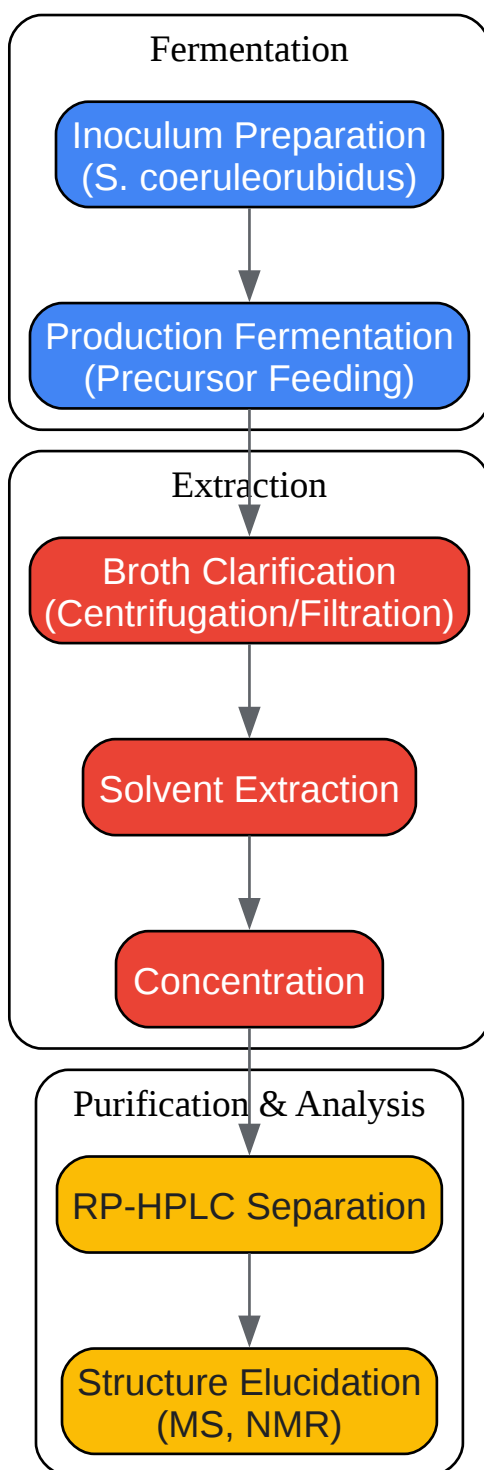 Fermentation
Inoculum Preparation
(S. coeruleorubidus)
Production Fermentation
(Precursor Feeding)
Extraction
Broth Clarification
(Centrifugation/Filtration)
Solvent Extraction
Concentration
Purification & Analysis
RP-HPLC Separation
Structure Elucidation
(MS, NMR)